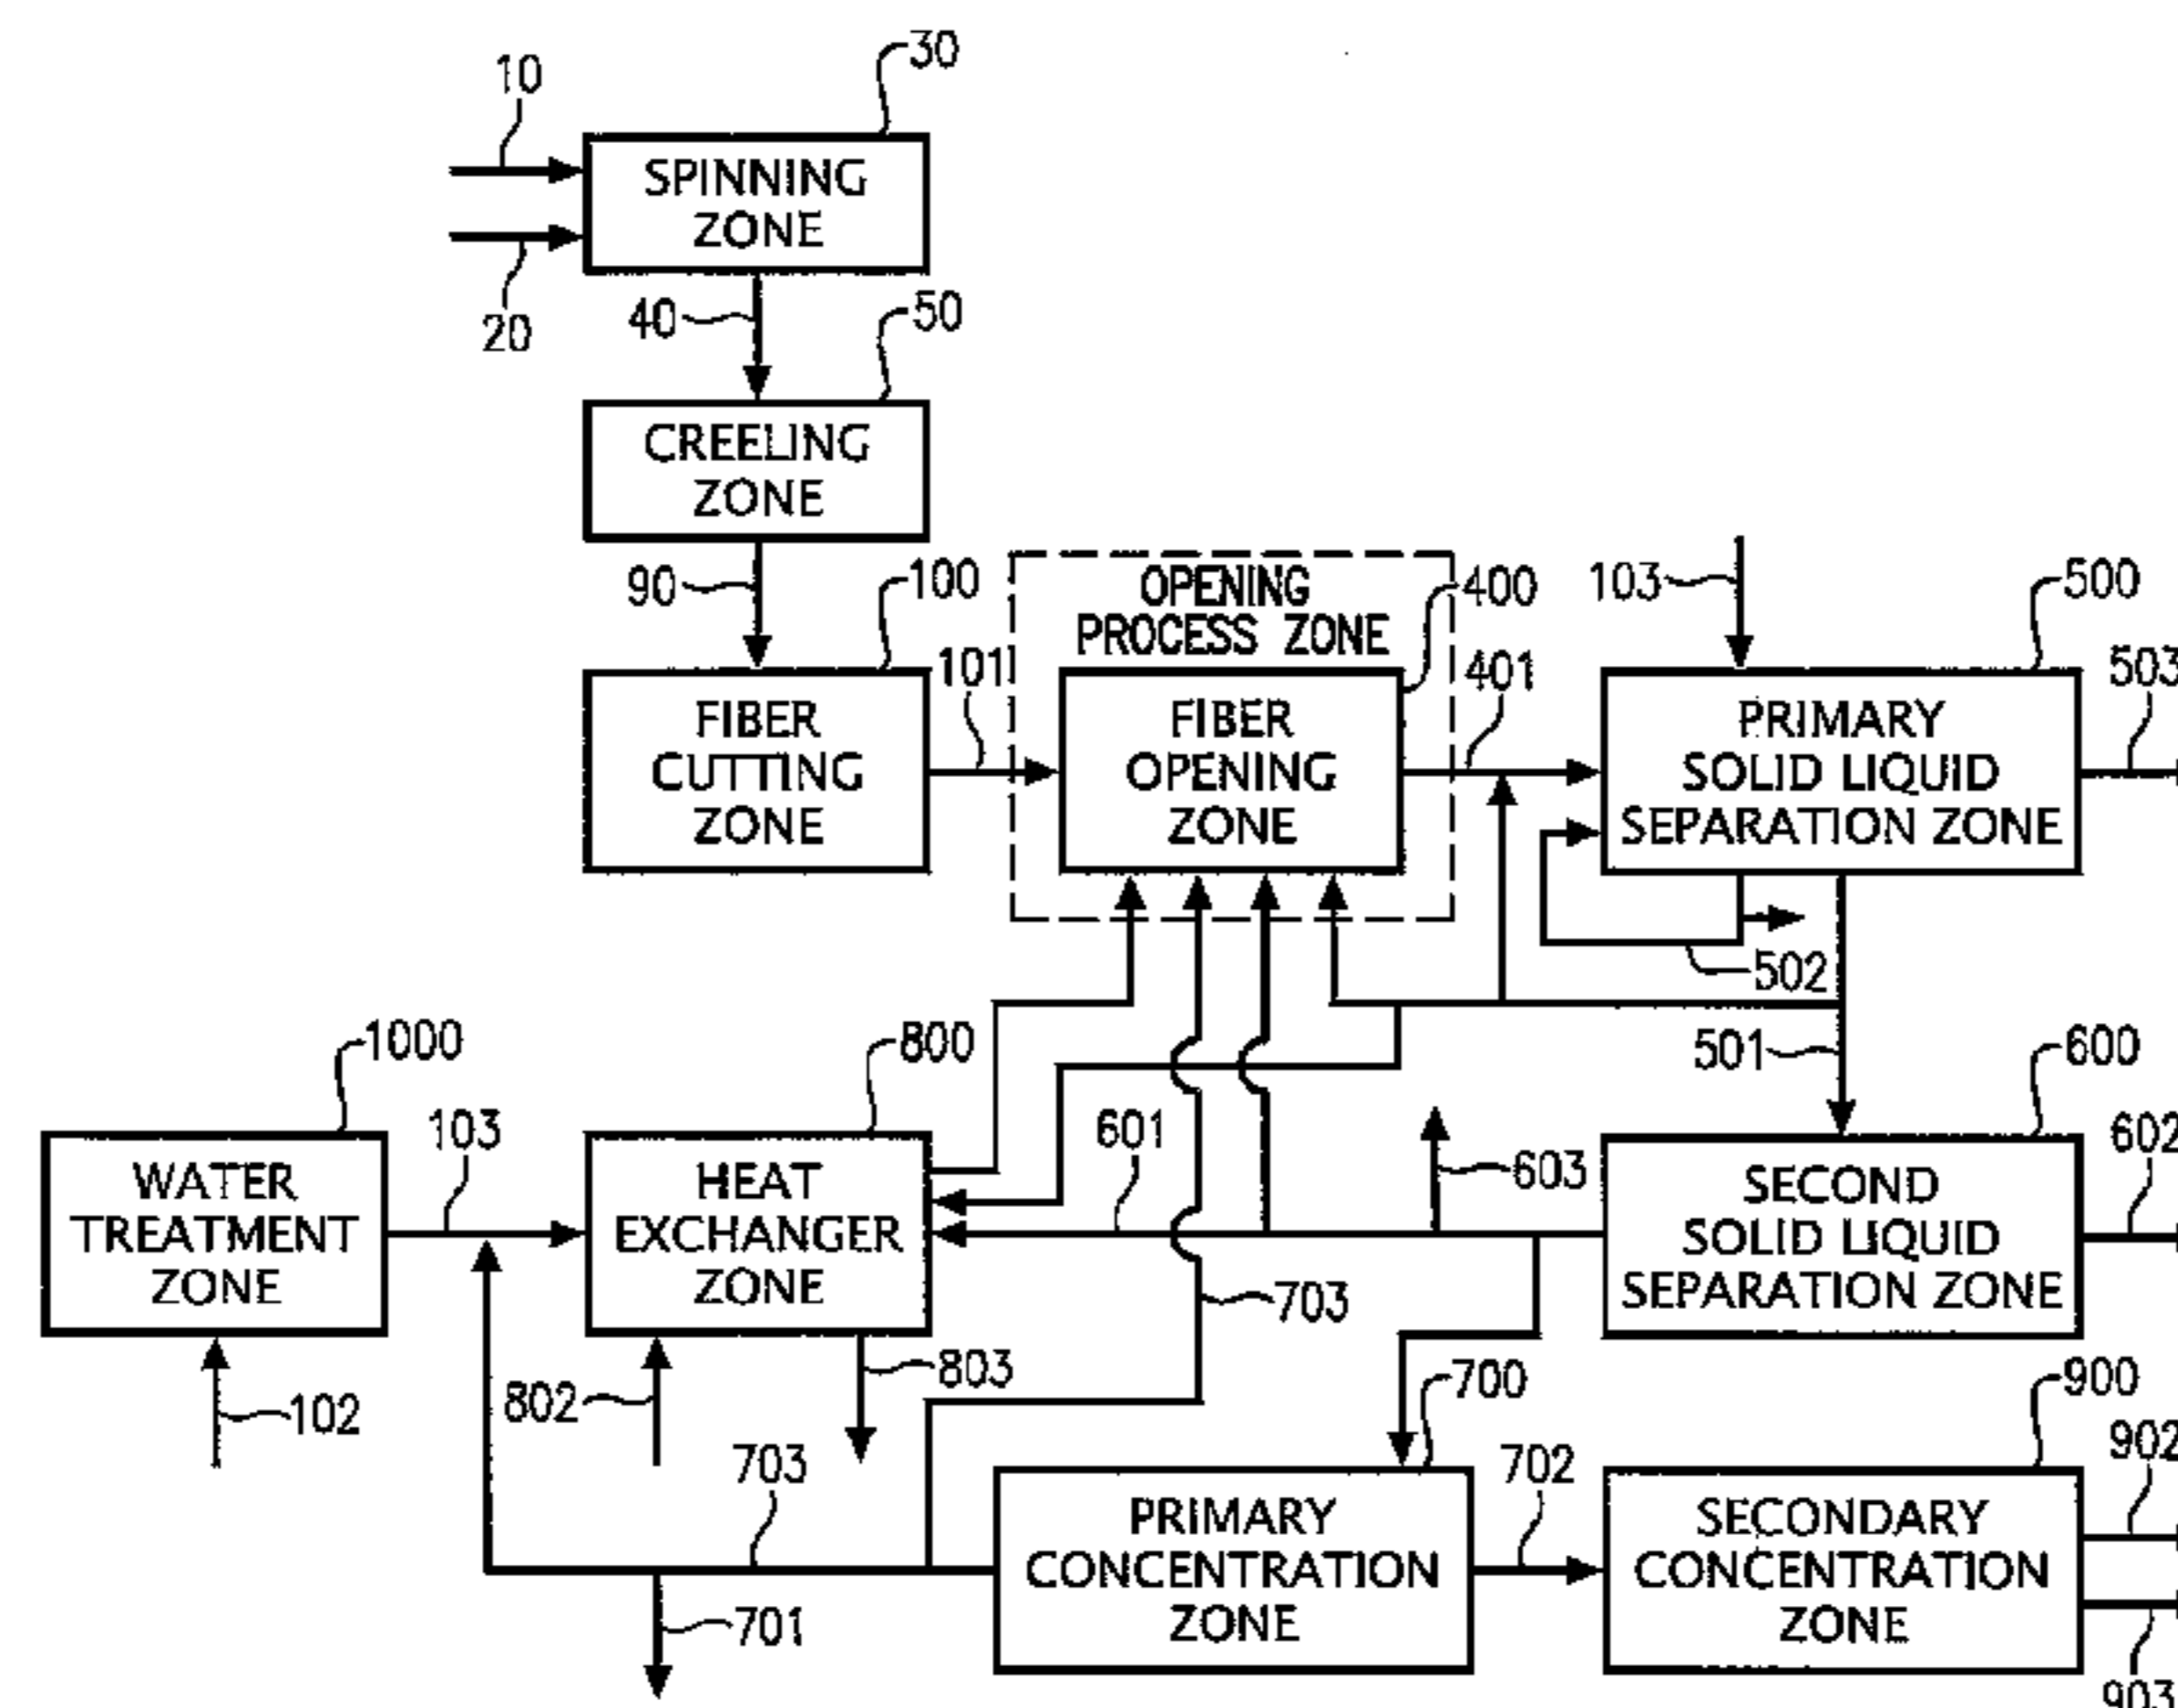 10
30
SPINNING
ZONE
20
40
50
CREELING
ZONE
90
100
OPENING
PROCESS ZONE
400
103
500
101
401
503
FIBER
CUTTING
ZONE
FIBER
OPENING
ZONE
PRIMARY
SOLID LIQUID
SEPARATION ZONE
502
1000
800
501
600
103
601
603
602
WATER
TREATMENT
ZONE
HEAT
EXCHANGER
ZONE
SECOND
SOLID LIQUID
SEPARATION ZONE
703
102
802
803
700
900
703
702
902
PRIMARY
CONCENTRATION
ZONE
SECONDARY
CONCENTRATION
ZONE
701
903